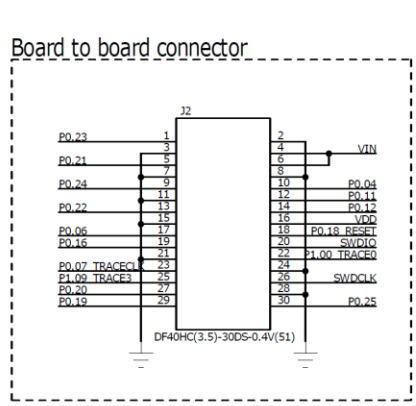 Board to board connector
J2
P0.23 1 2
3 4 VIN
P0.21 5 6
7 8
P0.24 9 10 P0.04
11 12 P0.11
P0.22 13 14 P0.12
15 16 VDD
P0.06 17 18 P0.18 RESET
P0.16 19 20 SWDIO
21 22 P1.00 TRACE0
P0.07 TRACECLK 23 24
P1.09 TRACE3 25 26 SWDCLK
P0.20 27 28
P0.19 29 30 P0.25
DF40HC(3.5)-30DS-0.4V(51)